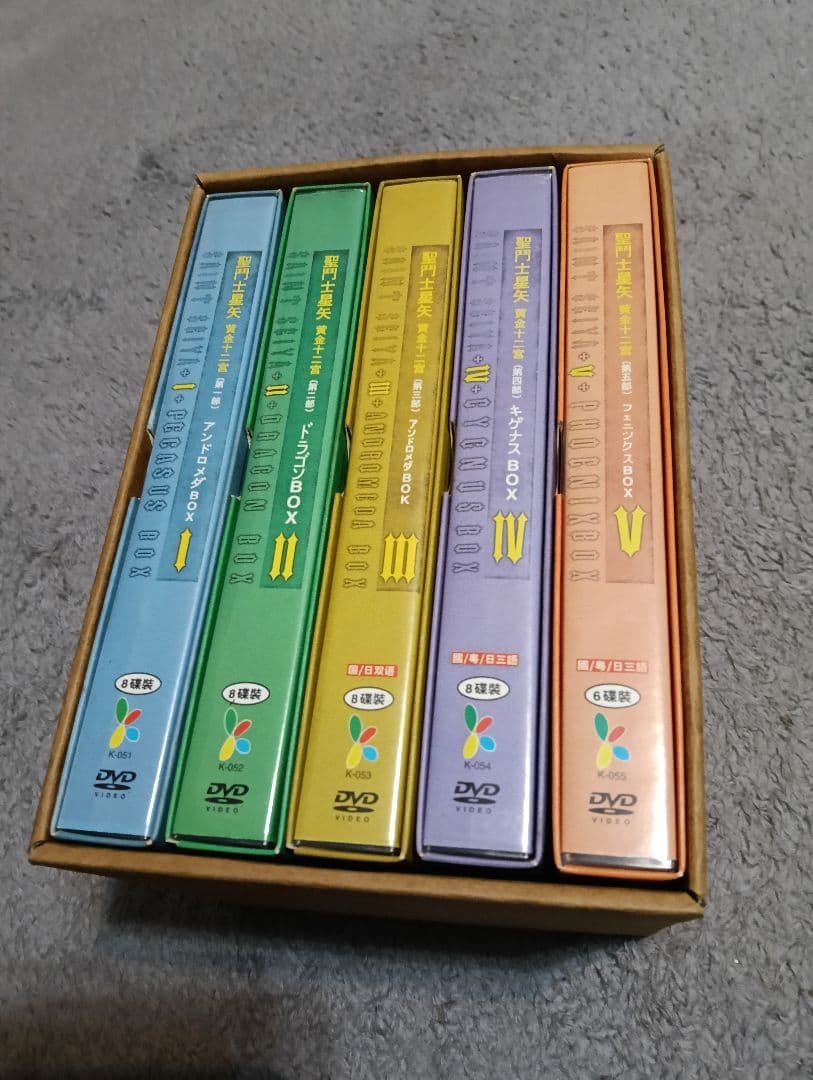 聖鬥士星矢 黄金十二宮 (第一部) アンドロメダBOX I
SAINT SEIYA + I + PEGASUS BOX
8碟裝
K-051
DVD
VIDEO
聖鬥士星矢 黄金十二宮 (第二部) ドラゴンBOX II
SAINT SEIYA + II + DRAGON BOX
8碟裝
K-052
DVD
VIDEO
聖鬥士星矢 黄金十二宮 (第三部) アンドロメダBOK III
SAINT SEIYA + III + ANDROMEDA BOX
国/日双语
8碟裝
K-053
DVD
VIDEO
聖鬥士星矢 黄金十二宮 (第四部) キグナスBOX IV
SAINT SEIYA + IV + CYGNUS BOX
國/粵/日三語
8碟裝
K-054
DVD
VIDEO
聖鬥士星矢 黄金十二宮 (第五部) フェニックスBOX V
SAINT SEIYA + V + PHOENIX BOX
國/粵/日三語
6碟裝
K-055
DVD
VIDEO